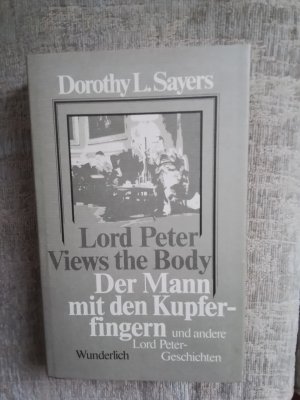 Dorothy L. Sayers
Lord Peter
Views the Body
Der Mann
mit den Kupfer-
fingern und andere
Lord Peter-
Wunderlich Geschichten